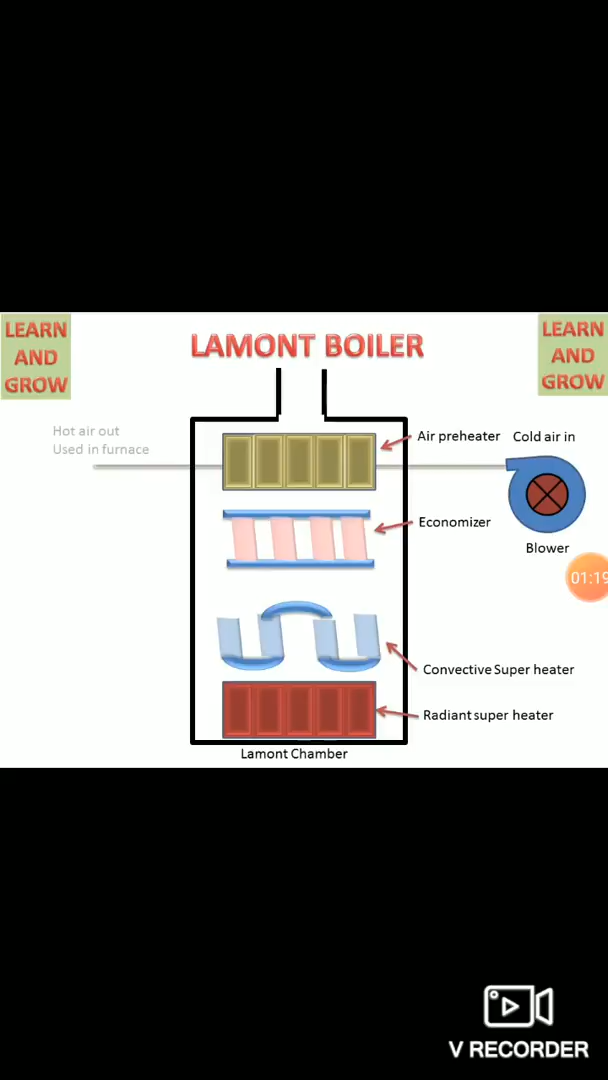 LEARN
AND
GROW
LAMONT BOILER
LEARN
AND
GROW
Hot air out
Used in furnace
Air preheater
Cold air in
Economizer
Blower
01:19
Convective Super heater
Radiant super heater
Lamont Chamber
V RECORDER